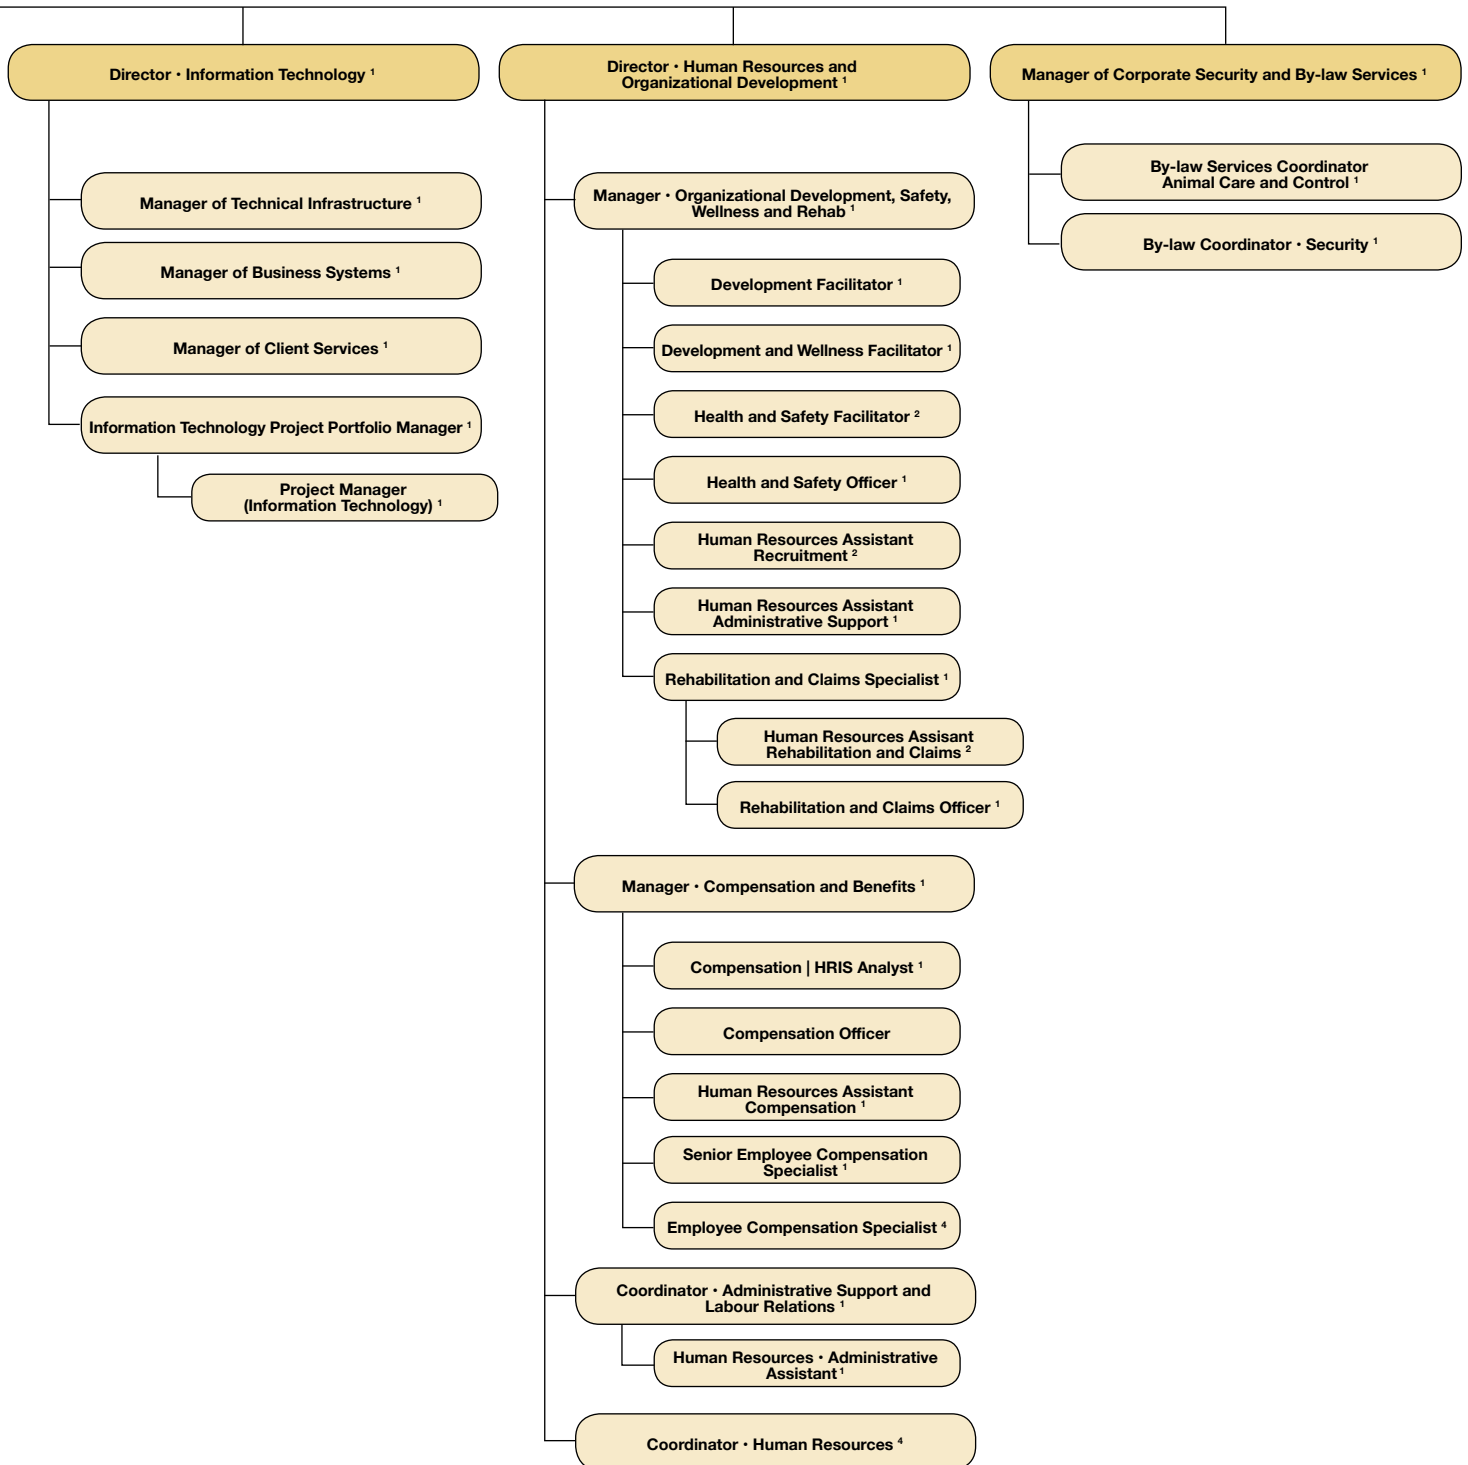 Director • Information Technology ¹
Manager of Technical Infrastructure ¹
Manager of Business Systems ¹
Manager of Client Services ¹
Information Technology Project Portfolio Manager ¹
Project Manager
(Information Technology) ¹
Director • Human Resources and
Organizational Development ¹
Manager • Organizational Development, Safety,
Wellness and Rehab ¹
Development Facilitator ¹
Development and Wellness Facilitator ¹
Health and Safety Facilitator ²
Health and Safety Officer ¹
Human Resources Assistant
Recruitment ²
Human Resources Assistant
Administrative Support ¹
Rehabilitation and Claims Specialist ¹
Human Resources Assisant
Rehabilitation and Claims ²
Rehabilitation and Claims Officer ¹
Manager • Compensation and Benefits ¹
Compensation | HRIS Analyst ¹
Compensation Officer
Human Resources Assistant
Compensation ¹
Senior Employee Compensation
Specialist ¹
Employee Compensation Specialist ⁴
Coordinator • Administrative Support and
Labour Relations ¹
Human Resources • Administrative
Assistant ¹
Coordinator • Human Resources ⁴
Manager of Corporate Security and By-law Services ¹
By-law Services Coordinator
Animal Care and Control ¹
By-law Coordinator • Security ¹